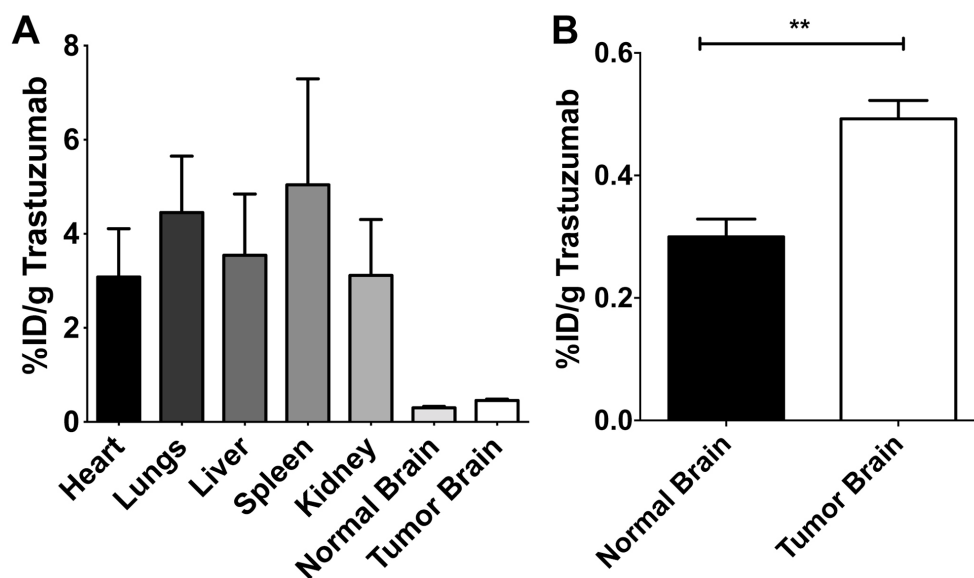 A
%ID/g Trastuzumab
8
6
4
2
0
Heart
Lungs
Liver
Spleen
Kidney
Normal Brain
Tumor Brain
B
%ID/g Trastuzumab
0.6
0.4
0.2
0.0
**
Normal Brain
Tumor Brain